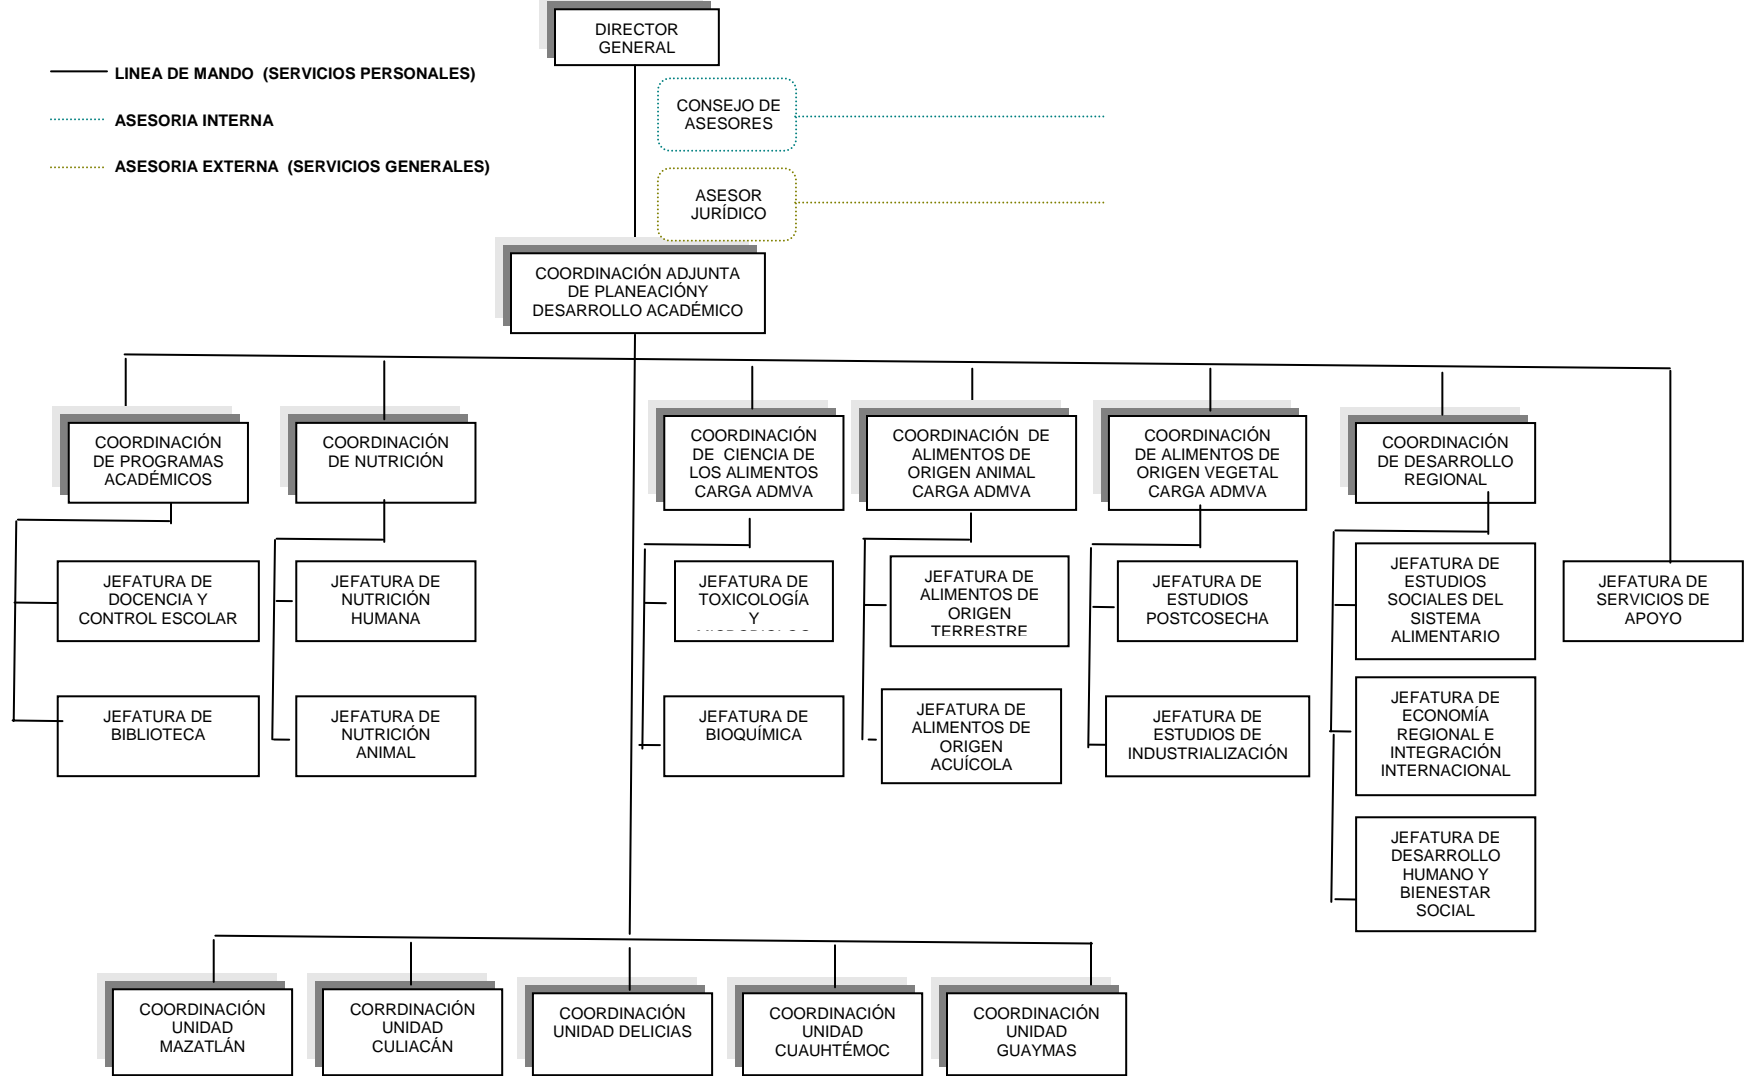 DIRECTOR
GENERAL
LINEA DE MANDO (SERVICIOS PERSONALES)
ASESORIA INTERNA
ASESORIA EXTERNA (SERVICIOS GENERALES)
CONSEJO DE
ASESORES
ASESOR
JURÍDICO
COORDINACIÓN ADJUNTA
DE PLANEACIÓNY
DESARROLLO ACADÉMICO
COORDINACIÓN
DE PROGRAMAS
ACADÉMICOS
COORDINACIÓN
DE NUTRICIÓN
COORDINACIÓN
DE CIENCIA DE
LOS ALIMENTOS
CARGA ADMVA
COORDINACIÓN DE
ALIMENTOS DE
ORIGEN ANIMAL
CARGA ADMVA
COORDINACIÓN
DE ALIMENTOS DE
ORIGEN VEGETAL
CARGA ADMVA
COORDINACIÓN
DE DESARROLLO
REGIONAL
JEFATURA DE
DOCENCIA Y
CONTROL ESCOLAR
JEFATURA DE
NUTRICIÓN
HUMANA
JEFATURA DE
TOXICOLOGÍA
Y
JEFATURA DE
ALIMENTOS DE
ORIGEN
TERRESTRE
JEFATURA DE
ESTUDIOS
POSTCOSECHA
JEFATURA DE
ESTUDIOS
SOCIALES DEL
SISTEMA
ALIMENTARIO
JEFATURA DE
SERVICIOS DE
APOYO
JEFATURA DE
BIBLIOTECA
JEFATURA DE
NUTRICIÓN
ANIMAL
JEFATURA DE
BIOQUÍMICA
JEFATURA DE
ALIMENTOS DE
ORIGEN
ACUÍCOLA
JEFATURA DE
ESTUDIOS DE
INDUSTRIALIZACIÓN
JEFATURA DE
ECONOMÍA
REGIONAL E
INTEGRACIÓN
INTERNACIONAL
JEFATURA DE
DESARROLLO
HUMANO Y
BIENESTAR
SOCIAL
COORDINACIÓN
UNIDAD
MAZATLÁN
CORRDINACIÓN
UNIDAD
CULIACÁN
COORDINACIÓN
UNIDAD DELICIAS
COORDINACIÓN
UNIDAD
CUAUHTÉMOC
COORDINACIÓN
UNIDAD
GUAYMAS